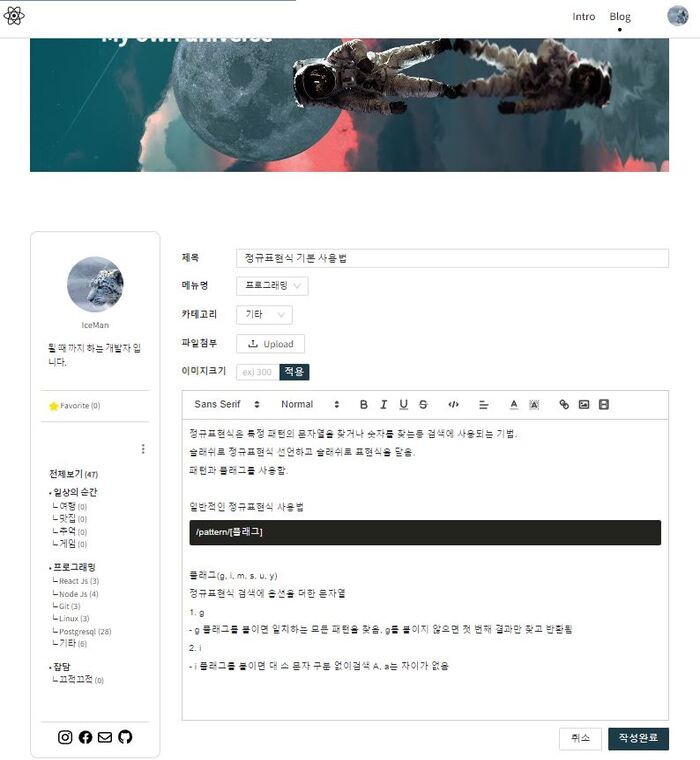 Intro Blog
My own universe
IceMan
될 때 까지 하는 개발자 입
니다.
Favorite (0)
전체보기 (47)
• 일상의 순간
ㄴ여행 (0)
ㄴ맛집 (0)
ㄴ추억 (0)
ㄴ게임 (0)
• 프로그래밍
ㄴReact Js (3)
ㄴNode Js (4)
ㄴGit (3)
ㄴLinux (3)
ㄴPostgresql (28)
ㄴ기타 (6)
• 잡담
ㄴ끄적끄적 (0)
제목 정규표현식 기본 사용법
메뉴명 프로그래밍
카테고리 기타
파일첨부 Upload
이미지크기 ex) 300 적용
Sans Serif Normal B I U S </> A A
정규표현식은 특정 패턴의 문자열을 찾거나 숫자를 찾는등 검색에 사용되는 기법.
슬래쉬로 정규표현식 선언하고 슬래쉬로 표현식을 닫음.
패턴과 플래그를 사용함.
일반적인 정규표현식 사용법
/pattern/[플래그]
플래그(g, i, m, s, u, y)
정규표현식 검색에 옵션을 더한 문자열
1. g
- g 플래그를 붙이면 일치하는 모든 패턴을 찾음, g를 붙이지 않으면 첫 번째 결과만 찾고 반환됨
2. i
- i 플래그를 붙이면 대 소 문자 구분 없이검색 A, a는 차이가 없음
취소 작성완료